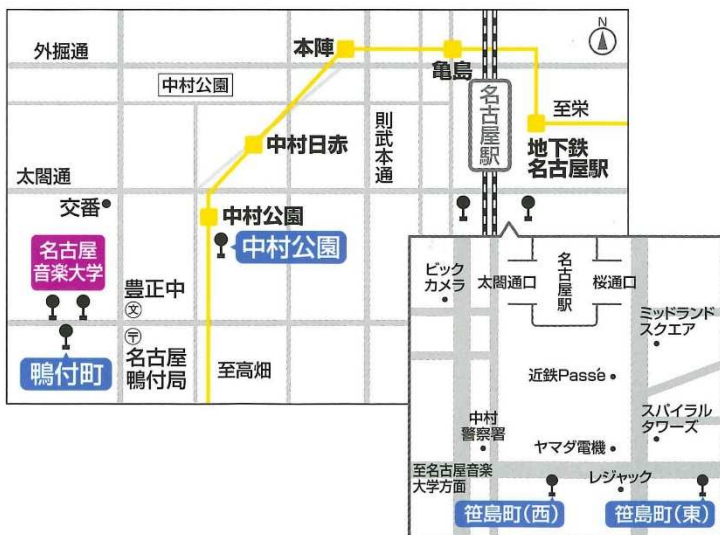 外掘通
中村公園
本陣
亀島
N
名古屋駅
至栄
地下鉄
名古屋駅
中村日赤
則武本通
太閤通
交番
中村公園
中村公園
名古屋
音楽大学
豊正中
文
〒
名古屋
鴨付局
鴨付町
至高畑
ビック
カメラ
太閤通口
名古屋駅
桜通口
ミッドランド
スクエア
近鉄Passé
スパイラル
タワーズ
中村
警察署
ヤマダ電機
至名古屋音楽
大学方面
レジャック
笹島町(西)
笹島町(東)